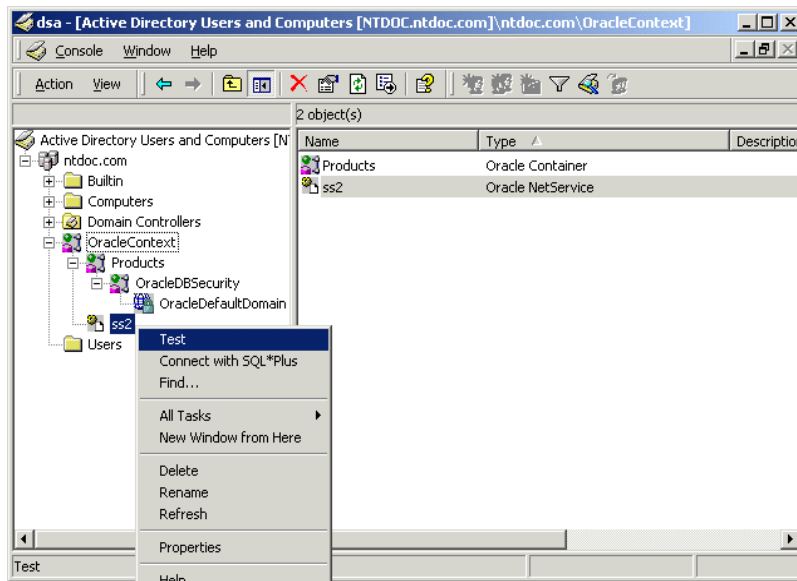 dsa - [Active Directory Users and Computers [NTDOC.ntdoc.com]\ntdoc.com\OracleContext]
Console Window Help
Action View
2 object(s)
Active Directory Users and Computers [N
Name Type Descriptio
ntdoc.com
Products Oracle Container
Builtin
ss2 Oracle NetService
Computers
Domain Controllers
OracleContext
Products
OracleDBSecurity
OracleDefaultDomain
ss2
Users
Test
Connect with SQL*Plus
Find...
All Tasks
New Window from Here
Delete
Rename
Refresh
Properties
Help
Test